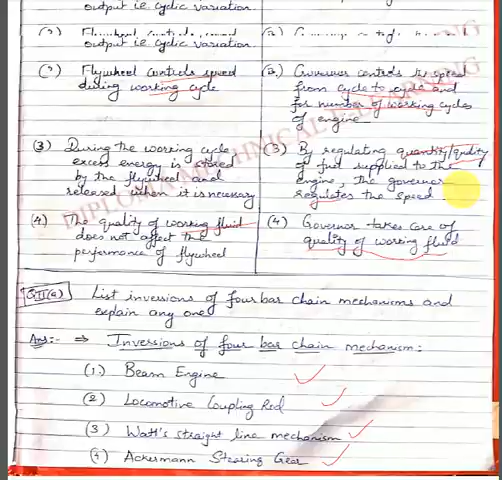 output i.e. cyclic variation.
output i.e. cyclic variation.
(2) Flywheel controls speed
during working cycle
(2) Governor controls the speed
from cycle to cycle and
for number of working cycles
of engine
(3) During the working cycle
excess energy is stored
by the flywheel and
released when it is necessary
(3) By regulating quantity/quality
of fuel supplied to the
engine, the governor
regulates the speed
(4) The quality of working fluid
does not affect the
performance of flywheel
(4) Governor takes care of
quality of working fluid
List inversions of four bar chain mechanisms and
explain any one
Ans:- ⇒ Inversions of four bar chain mechanism:
(1) Beam Engine
(2) Locomotive Coupling Rod
(3) Watt's straight line mechanism
(4) Ackermann Steering Gear